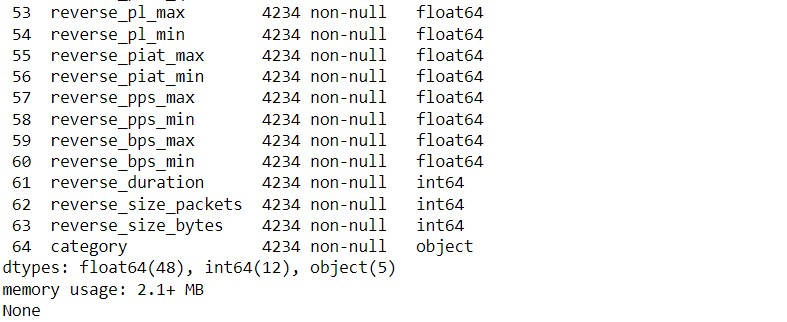 53  reverse_pl_max        4234 non-null   float64
54  reverse_pl_min        4234 non-null   float64
55  reverse_piat_max      4234 non-null   float64
56  reverse_piat_min      4234 non-null   float64
57  reverse_pps_max       4234 non-null   float64
58  reverse_pps_min       4234 non-null   float64
59  reverse_bps_max       4234 non-null   float64
60  reverse_bps_min       4234 non-null   float64
61  reverse_duration      4234 non-null   int64
62  reverse_size_packets  4234 non-null   int64
63  reverse_size_bytes    4234 non-null   int64
64  category              4234 non-null   object
dtypes: float64(48), int64(12), object(5)
memory usage: 2.1+ MB
None